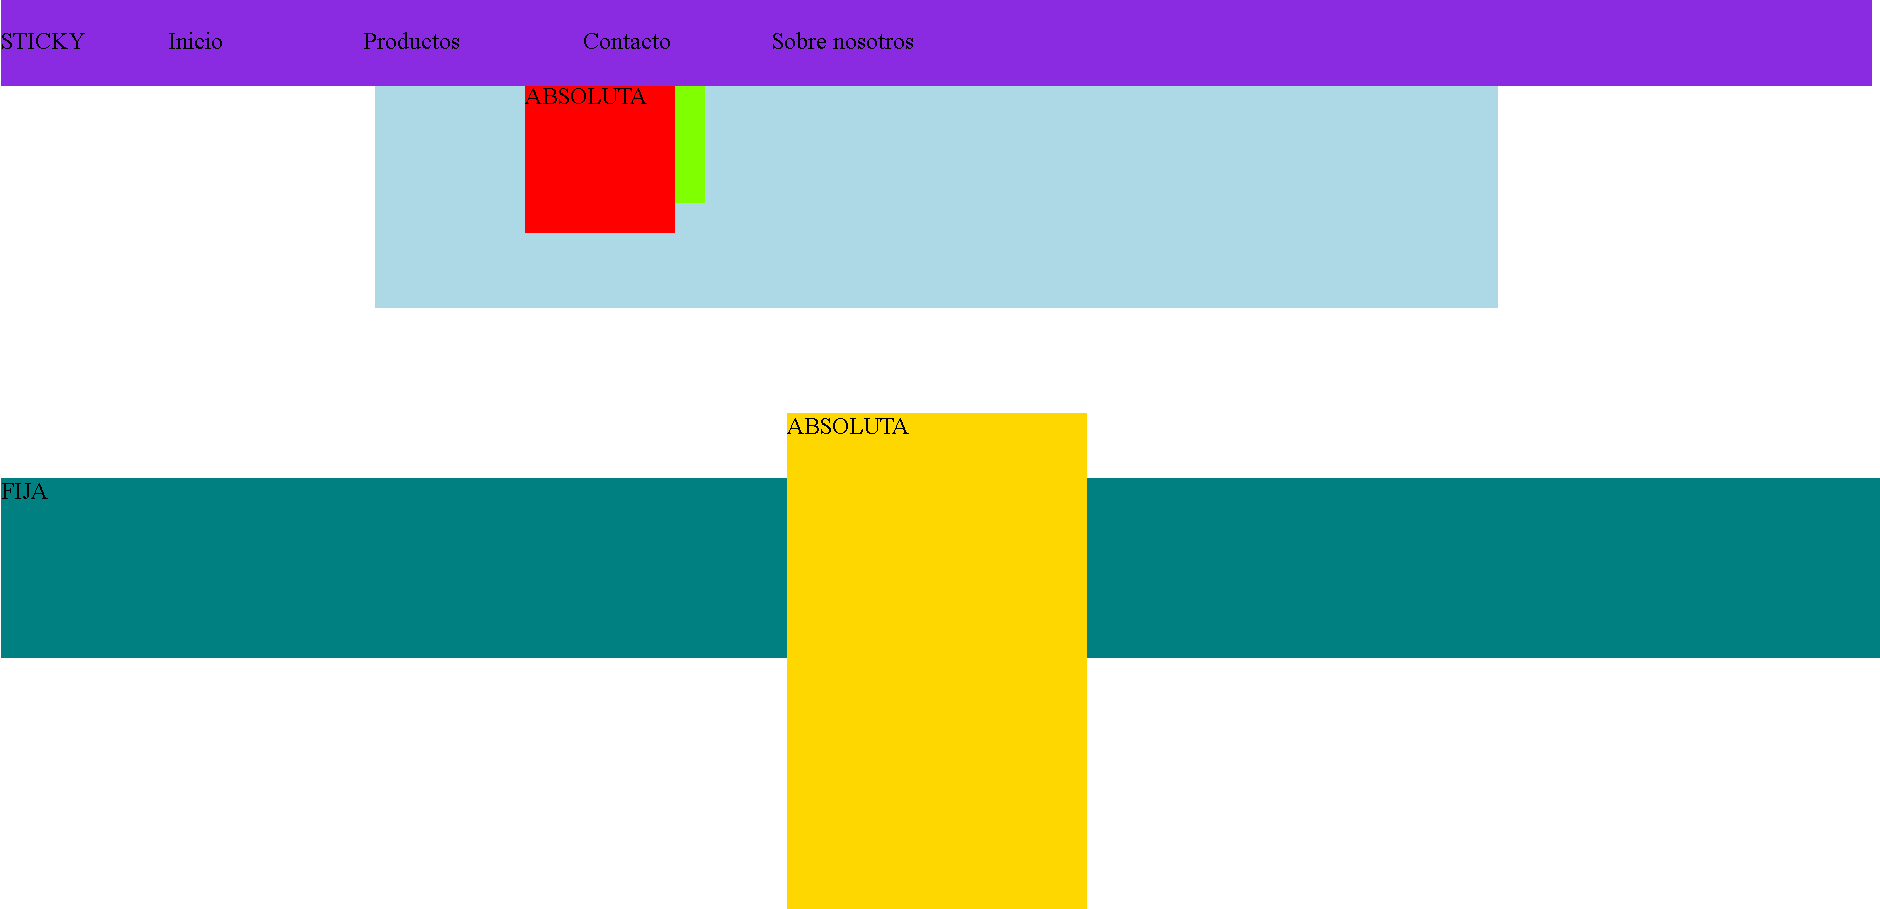 STICKY Inicio Productos Contacto Sobre nosotros
ABSOLUTA
ABSOLUTA
FIJA